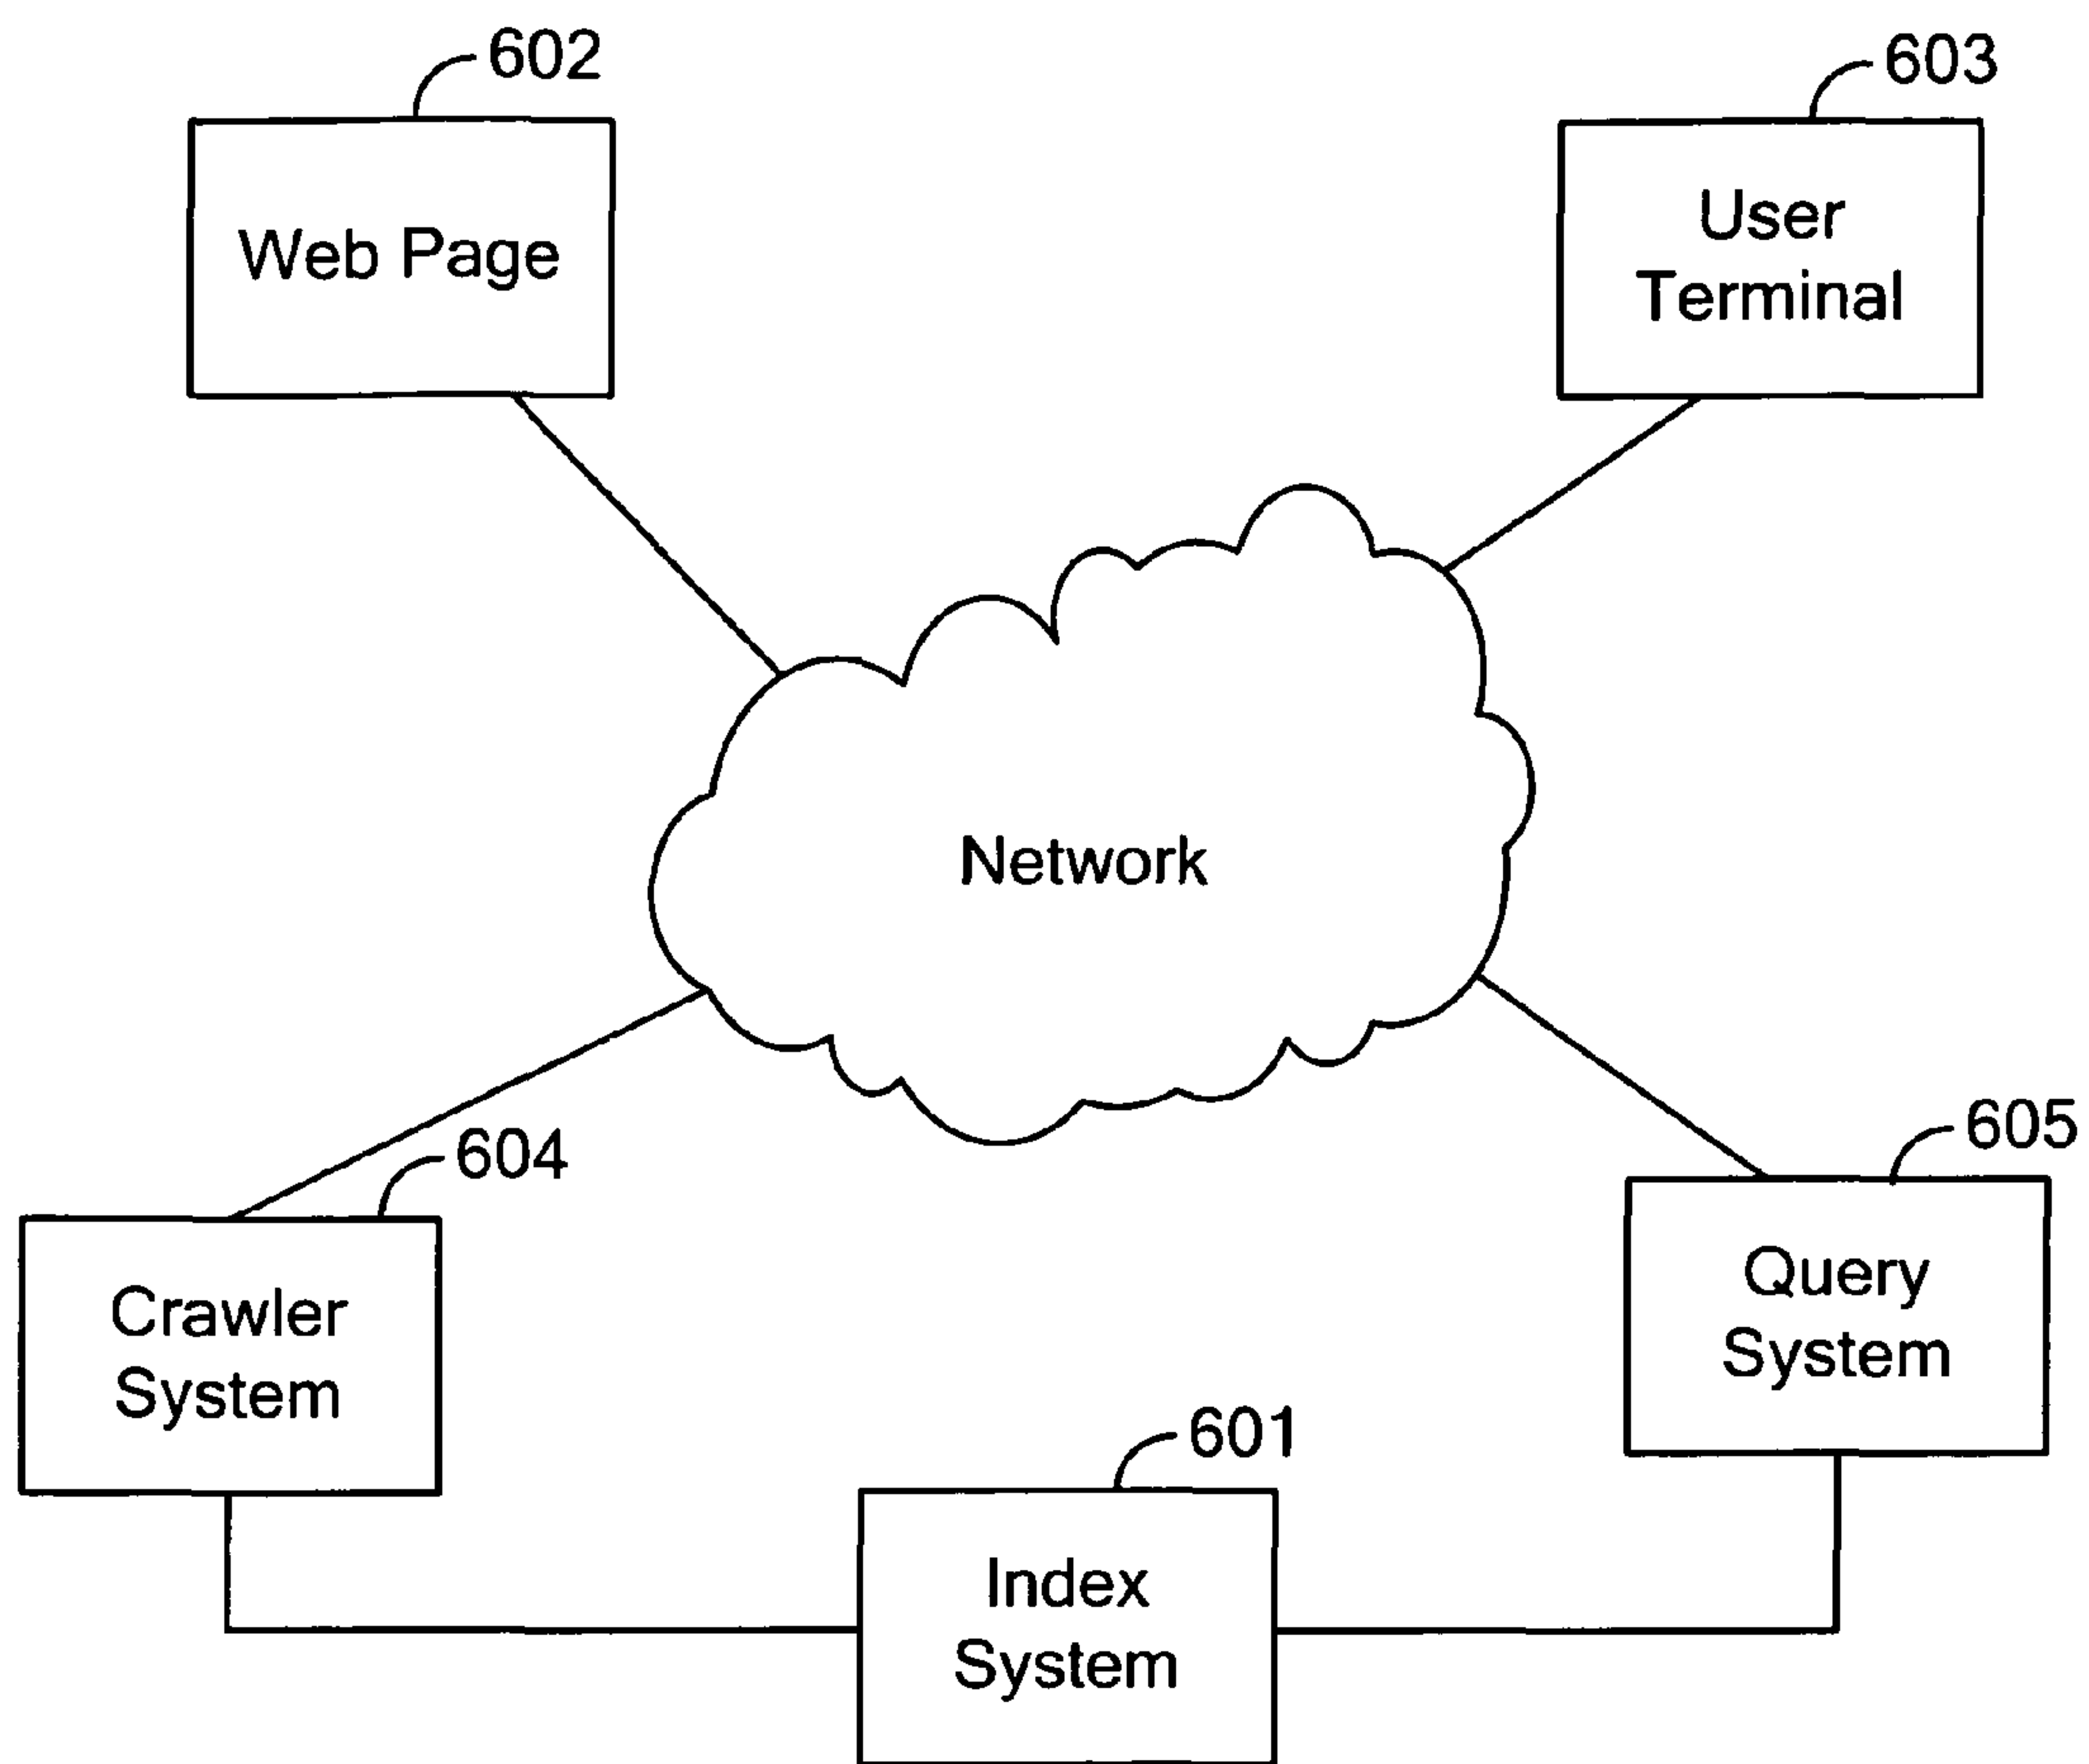 602
603
Web Page
User
Terminal
Network
604
605
Crawler
System
Query
System
601
Index
System